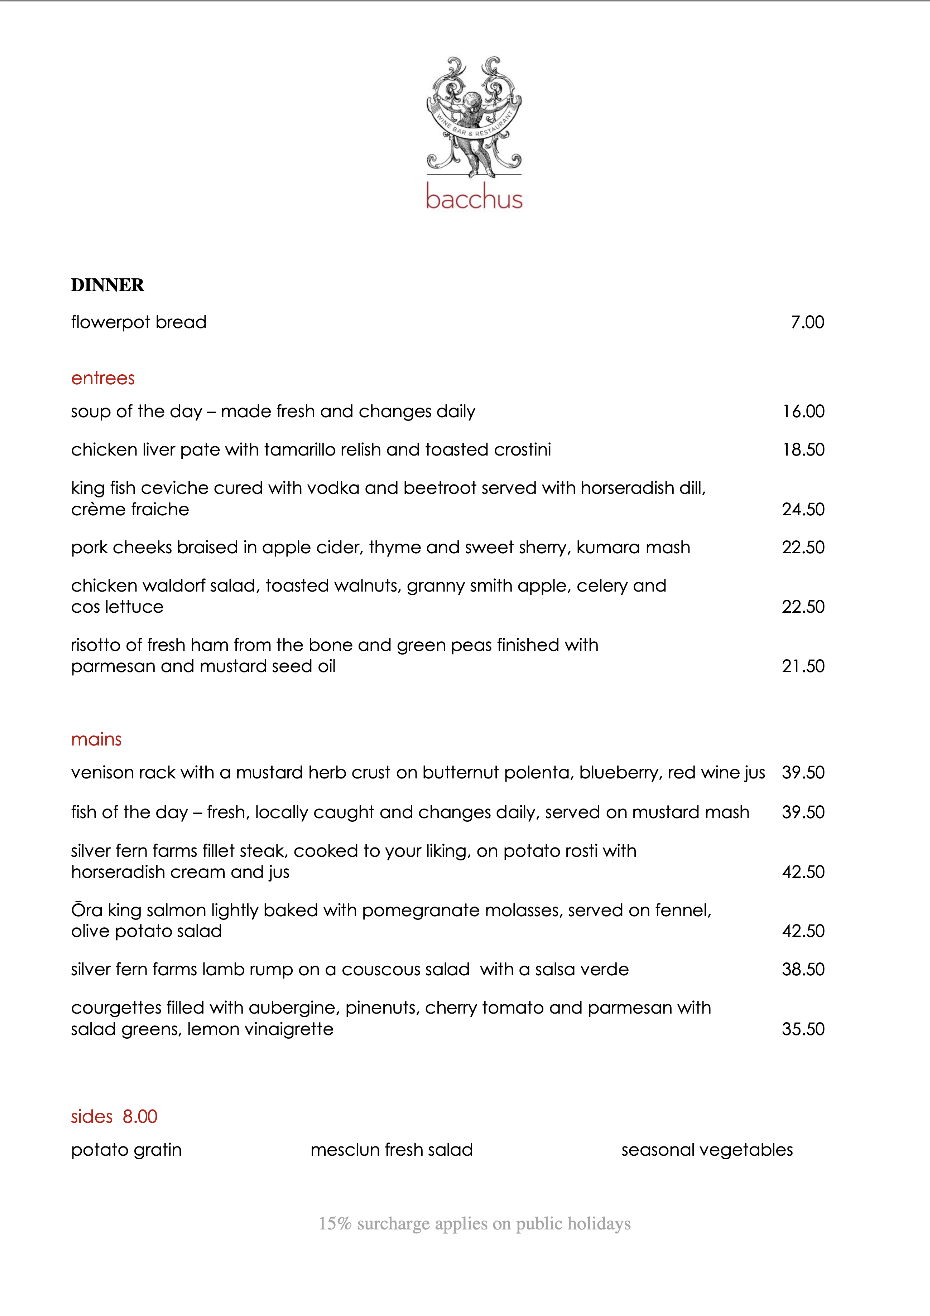 WINE BAR & RESTAURANT
bacchus
DINNER
flowerpot bread 7.00
entrees
soup of the day – made fresh and changes daily 16.00
chicken liver pate with tamarillo relish and toasted crostini 18.50
king fish ceviche cured with vodka and beetroot served with horseradish dill,
crème fraiche 24.50
pork cheeks braised in apple cider, thyme and sweet sherry, kumara mash 22.50
chicken waldorf salad, toasted walnuts, granny smith apple, celery and
cos lettuce 22.50
risotto of fresh ham from the bone and green peas finished with
parmesan and mustard seed oil 21.50
mains
venison rack with a mustard herb crust on butternut polenta, blueberry, red wine jus 39.50
fish of the day – fresh, locally caught and changes daily, served on mustard mash 39.50
silver fern farms fillet steak, cooked to your liking, on potato rosti with
horseradish cream and jus 42.50
Ōra king salmon lightly baked with pomegranate molasses, served on fennel,
olive potato salad 42.50
silver fern farms lamb rump on a couscous salad  with a salsa verde 38.50
courgettes filled with aubergine, pinenuts, cherry tomato and parmesan with
salad greens, lemon vinaigrette 35.50
sides  8.00
potato gratin mesclun fresh salad seasonal vegetables
15% surcharge applies on public holidays